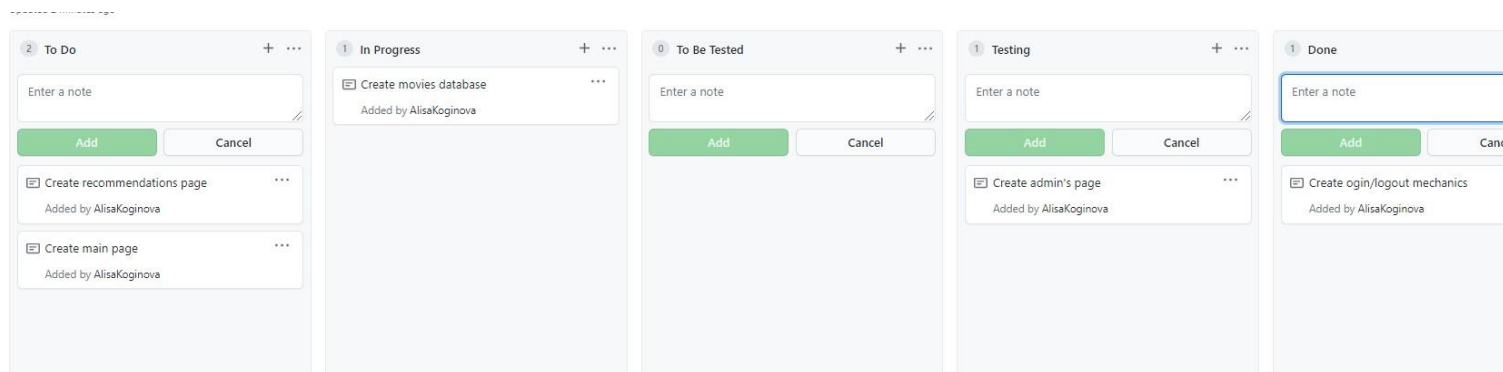 2 To Do
Enter a note
Add Cancel
Create recommendations page
Added by AlisaKoginova
Create main page
Added by AlisaKoginova
1 In Progress
Create movies database
Added by AlisaKoginova
0 To Be Tested
Enter a note
Add Cancel
1 Testing
Enter a note
Add Cancel
Create admin's page
Added by AlisaKoginova
1 Done
Enter a note
Add Canc
Create ogin/logout mechanics
Added by AlisaKoginova